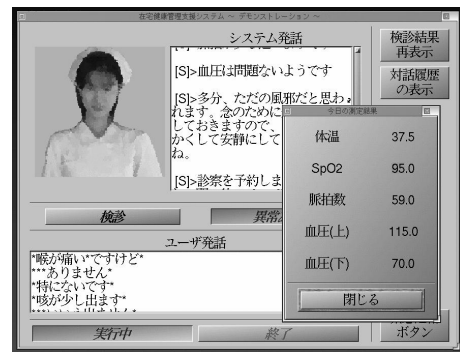 在宅健康管理支援システム ～ デモンストレーション ～
システム発話
[S]>血圧は問題ないようです
[S]>多分、ただの風邪だと思わ
れます。念のために
しておきますので、
かくして安静にして
ね。
[S]>診察を予約しま
検診結果
再表示
対話履歴
の表示
今日の測定結果
体温 37.5
SpO2 95.0
脈拍数 59.0
血圧(上) 115.0
血圧(下) 70.0
閉じる
検診
異常
ユーザ発話
*喉が痛い*ですけど*
***ありません*
*特にないです*
*咳が少し出ます*
実行中
終了
ボタン